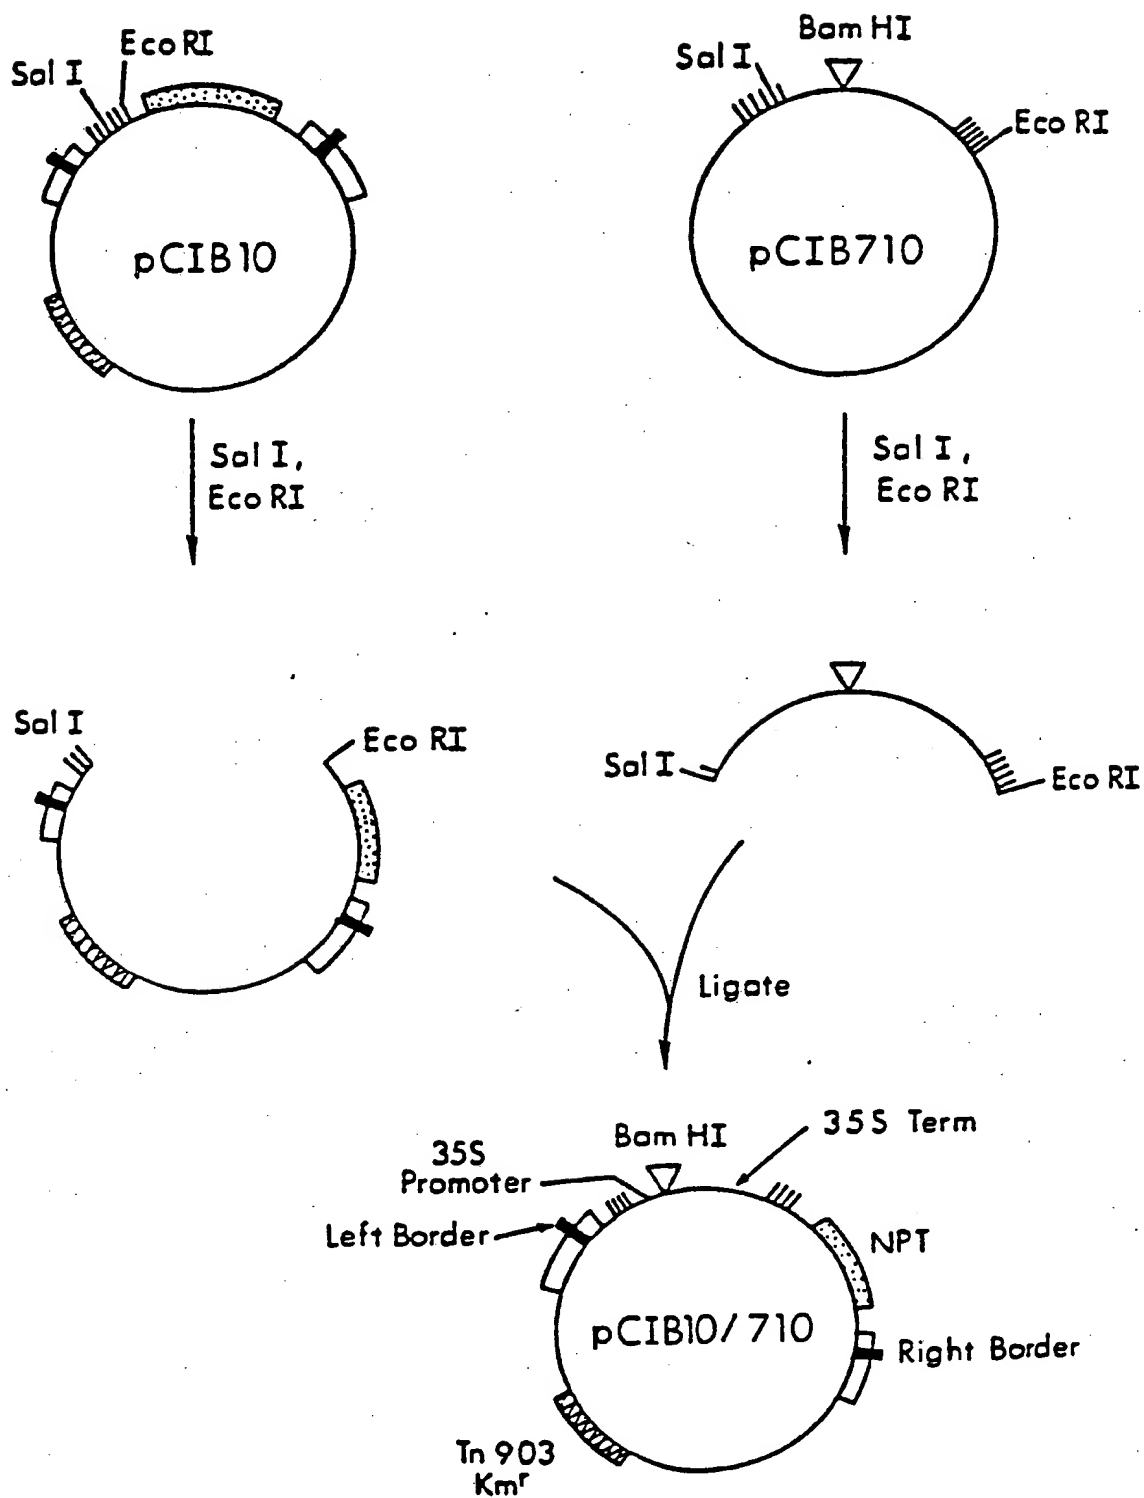 Eco RI
Sal I
pCIB10
Bam HI
Sal I
Eco RI
pCIB710
Sal I,
Eco RI
Sal I,
Eco RI
Sal I
Eco RI
Sal I
Eco RI
Ligate
35S
Promoter
Bam HI
35S Term
Left Border
NPT
pCIB10/710
Right Border
Tn 903
Kmʳ